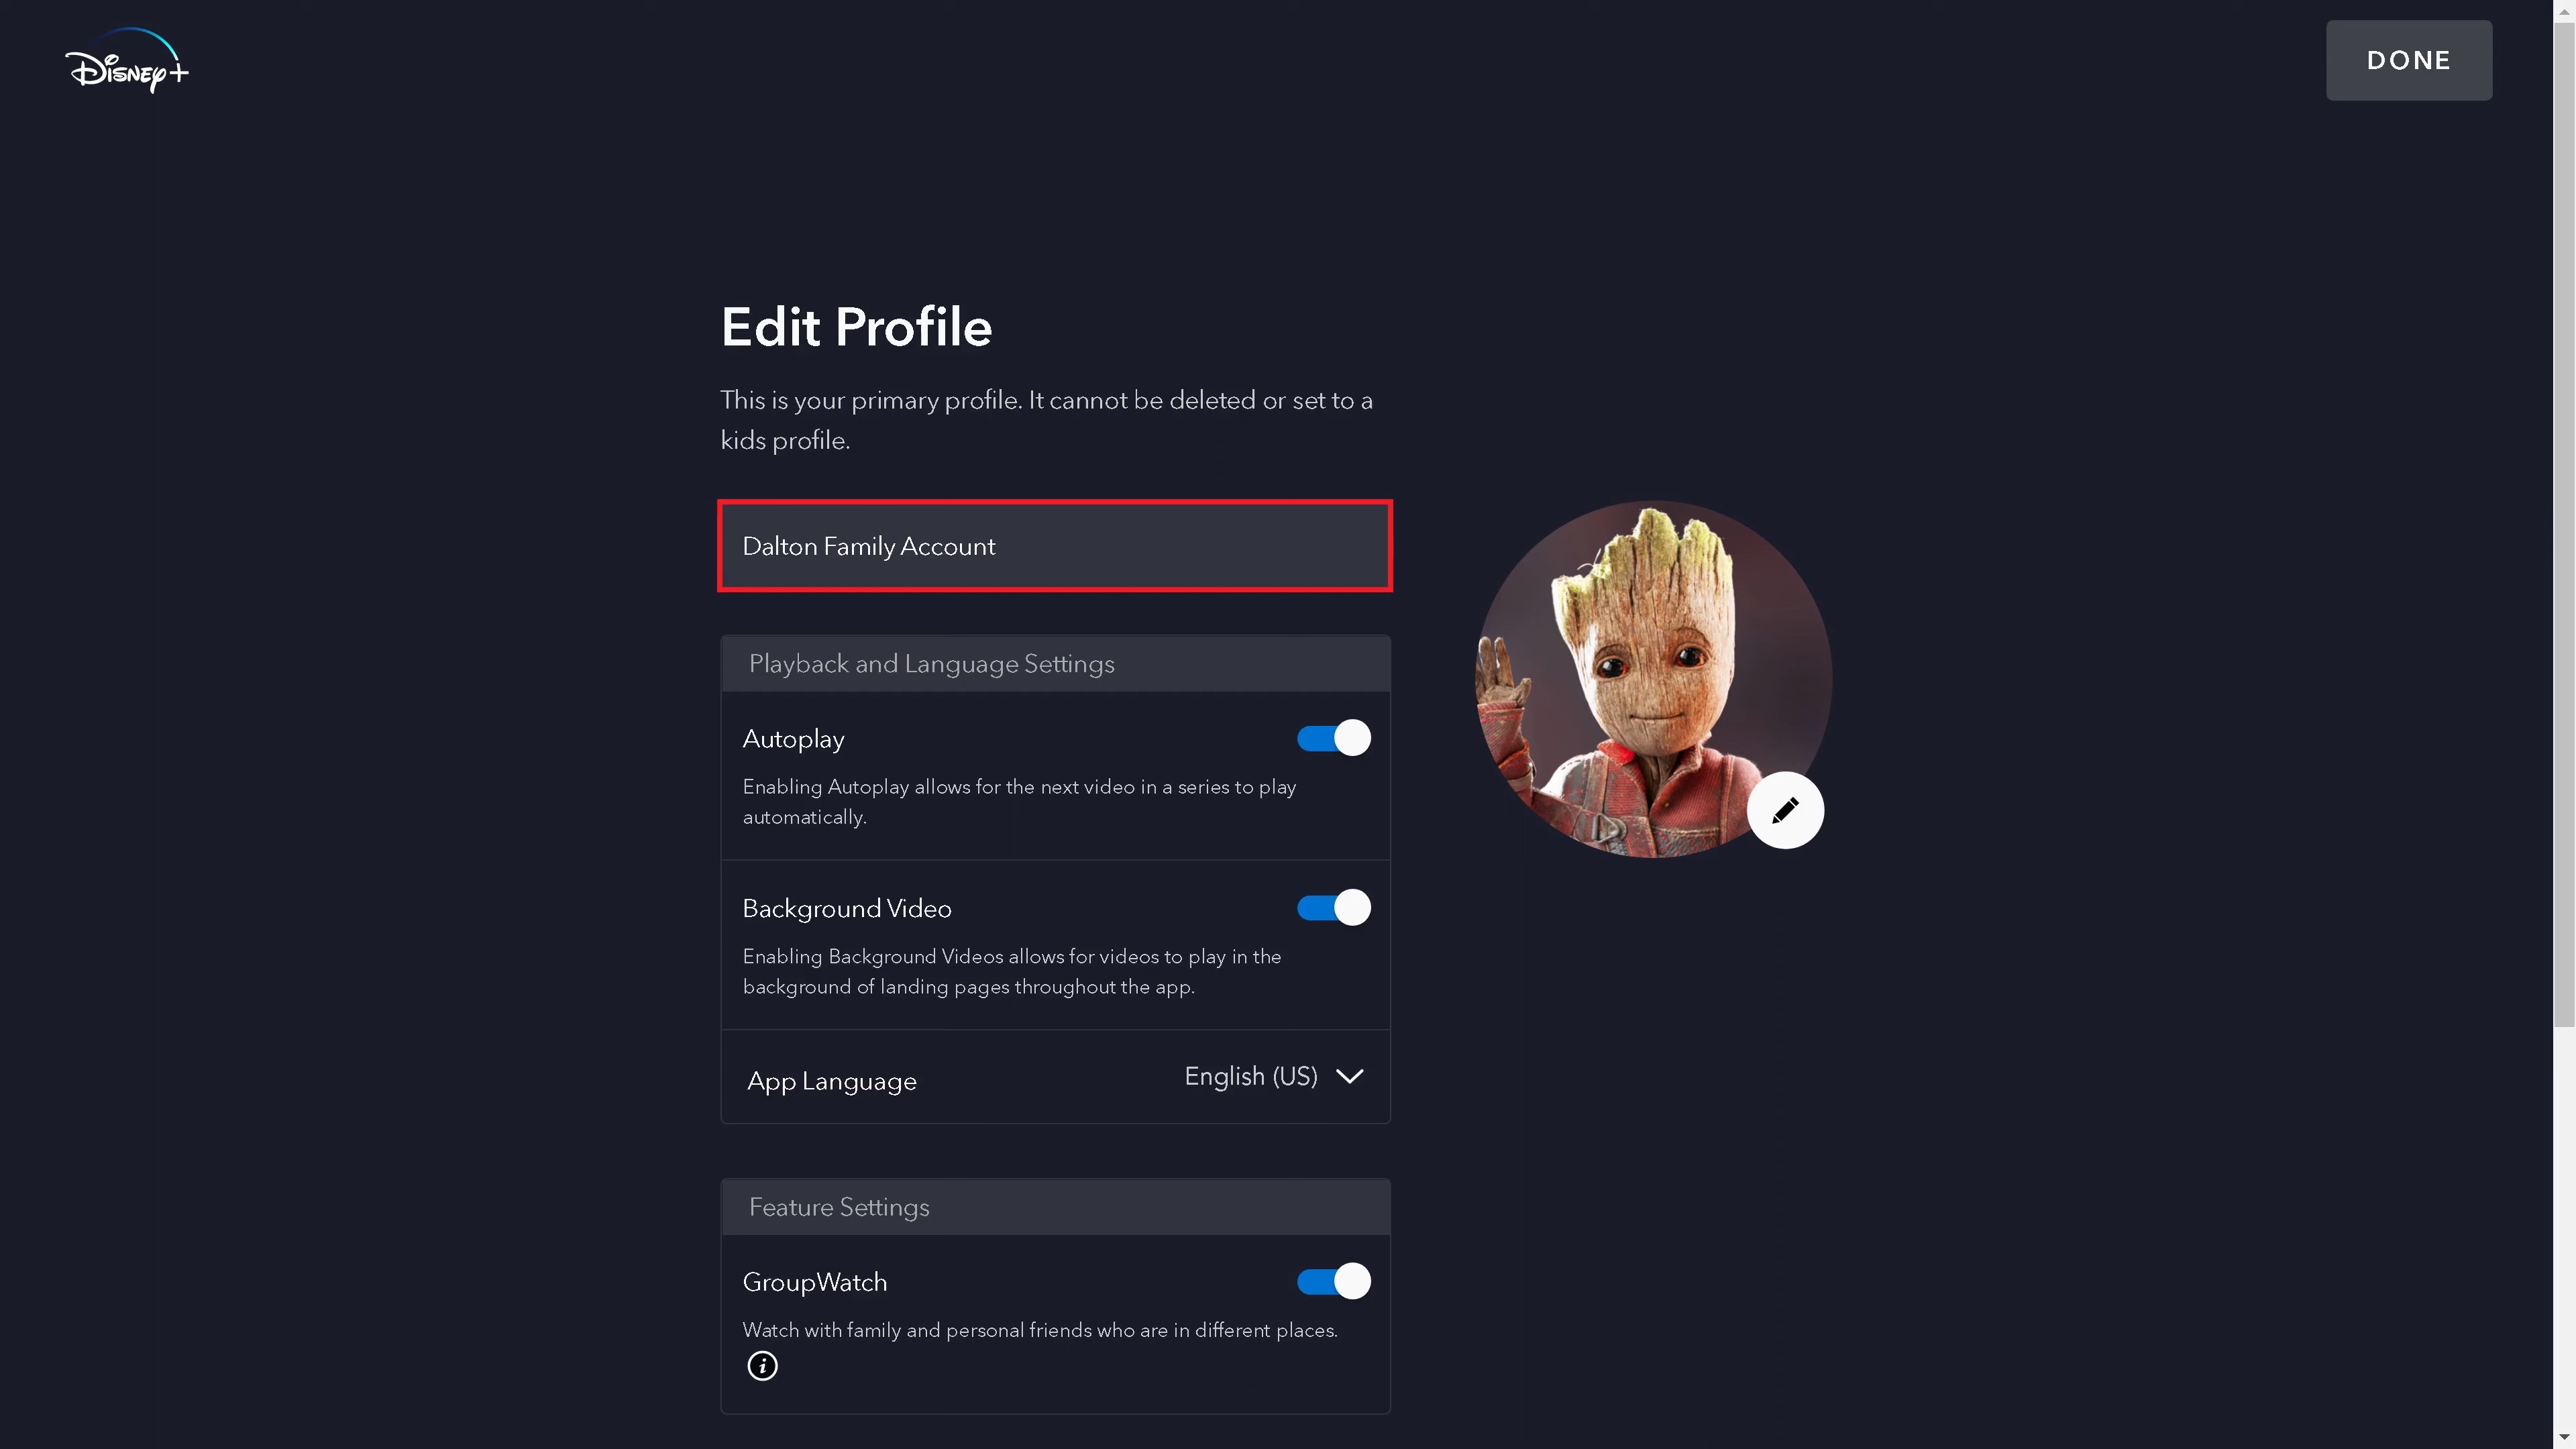 Disney+
DONE
Edit Profile
This is your primary profile. It cannot be deleted or set to a
kids profile.
Dalton Family Account
Playback and Language Settings
Autoplay
Enabling Autoplay allows for the next video in a series to play
automatically.
Background Video
Enabling Background Videos allows for videos to play in the
background of landing pages throughout the app.
App Language English (US)
Feature Settings
GroupWatch
Watch with family and personal friends who are in different places.
i